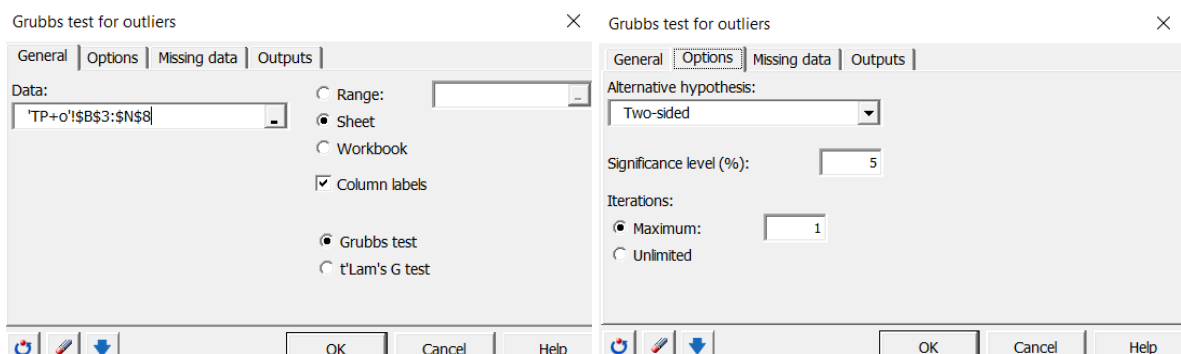 Grubbs test for outliers
General Options Missing data Outputs
Data:
'TP+o'!$B$3:$N$8
Range:
Sheet
Workbook
Column labels
Grubbs test
t'Lam's G test
OK Cancel Help
Grubbs test for outliers
General Options Missing data Outputs
Alternative hypothesis:
Two-sided
Significance level (%): 5
Iterations:
Maximum: 1
Unlimited
OK Cancel Help